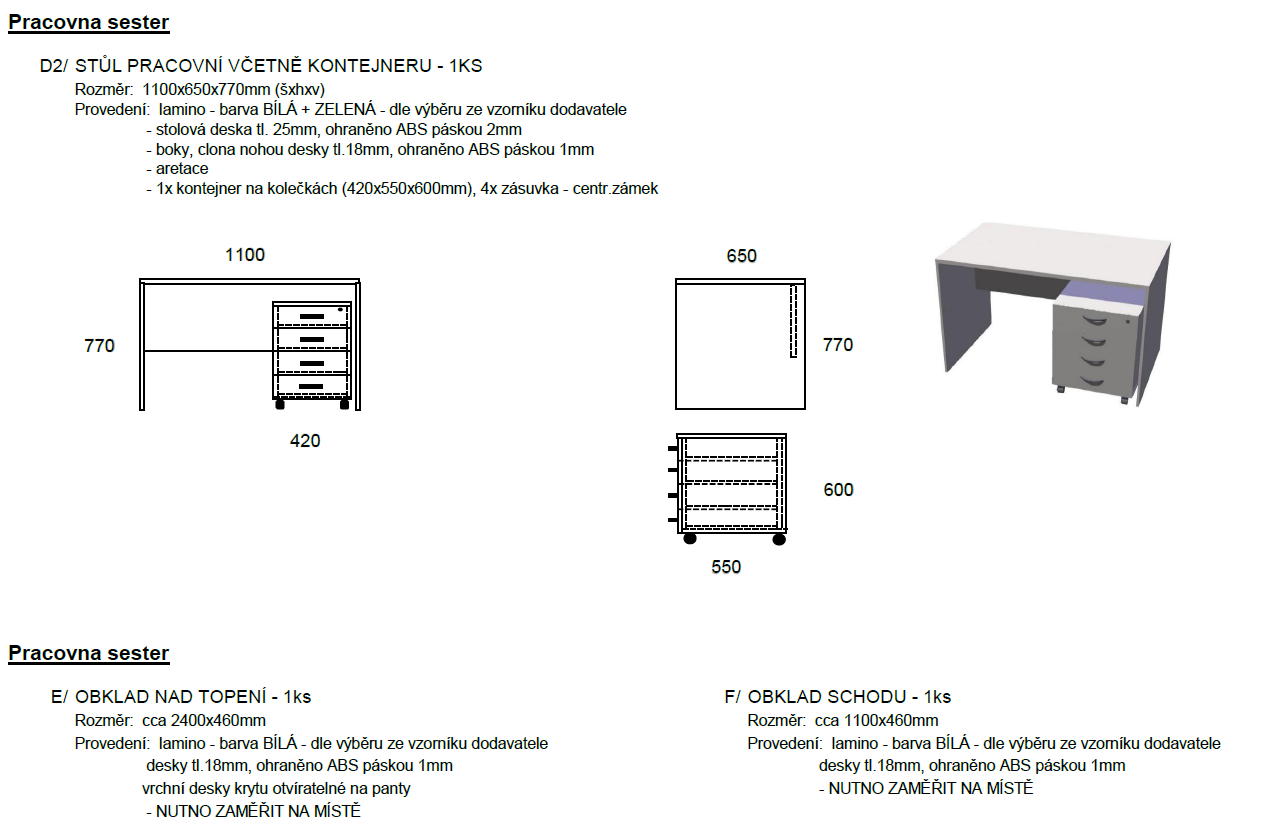 Pracovna sester
D2/ STŮL PRACOVNÍ VČETNĚ KONTEJNERU - 1KS
Rozměr: 1100x650x770mm (šxhxv)
Provedení: lamino - barva BÍLÁ + ZELENÁ - dle výběru ze vzorníku dodavatele
- stolová deska tl. 25mm, ohraněno ABS páskou 2mm
- boky, clona nohou desky tl.18mm, ohraněno ABS páskou 1mm
- aretace
- 1x kontejner na kolečkách (420x550x600mm), 4x zásuvka - centr.zámek
1100
650
770
770
420
600
550
Pracovna sester
E/ OBKLAD NAD TOPENÍ - 1ks
Rozměr: cca 2400x460mm
Provedení: lamino - barva BÍLÁ - dle výběru ze vzorníku dodavatele
desky tl.18mm, ohraněno ABS páskou 1mm
vrchní desky krytu otvíratelné na panty
- NUTNO ZAMĚŘIT NA MÍSTĚ
F/ OBKLAD SCHODU - 1ks
Rozměr: cca 1100x460mm
Provedení: lamino - barva BÍLÁ - dle výběru ze vzorníku dodavatele
desky tl.18mm, ohraněno ABS páskou 1mm
- NUTNO ZAMĚŘIT NA MÍSTĚ